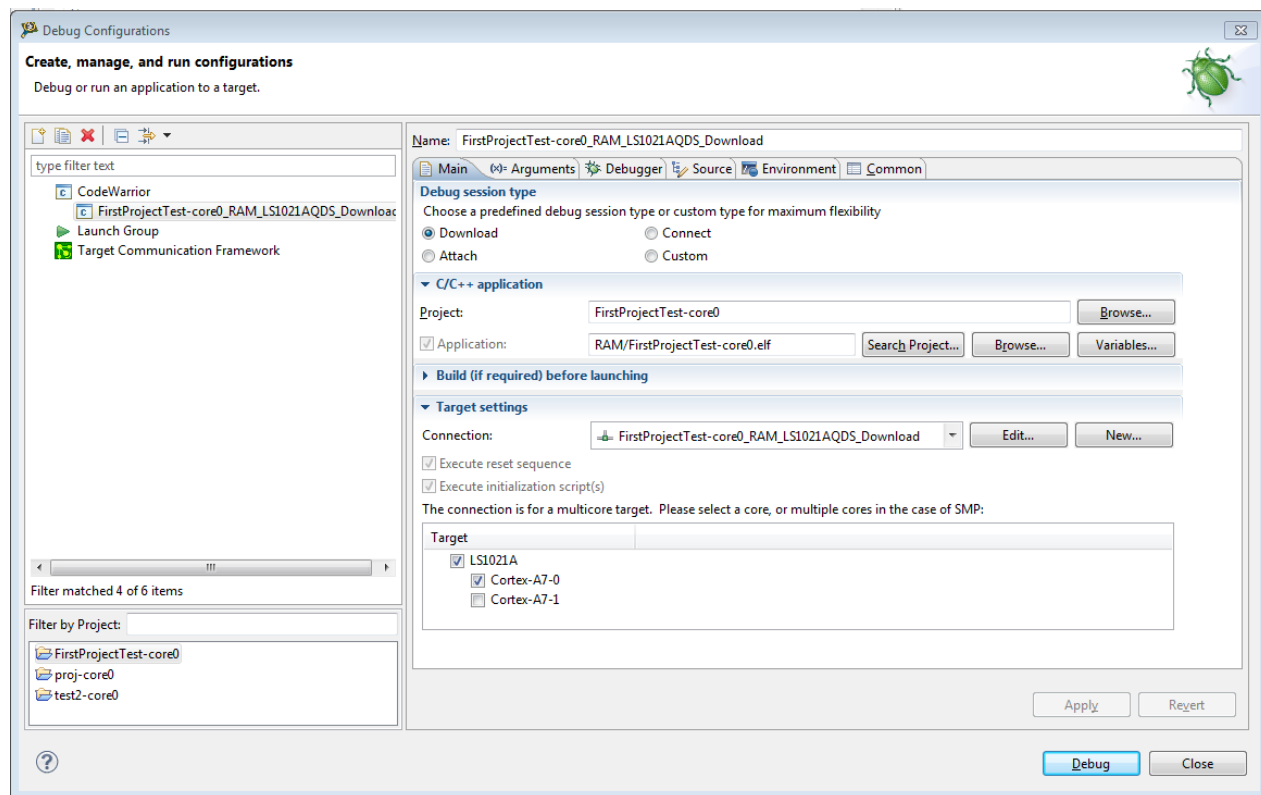 Debug Configurations
Create, manage, and run configurations
Debug or run an application to a target.
type filter text
CodeWarrior
FirstProjectTest-core0_RAM_LS1021AQDS_Downloac
Launch Group
Target Communication Framework
Filter matched 4 of 6 items
Filter by Project:
FirstProjectTest-core0
proj-core0
test2-core0
Name: FirstProjectTest-core0_RAM_LS1021AQDS_Download
Main (x)= Arguments Debugger Source Environment Common
Debug session type
Choose a predefined debug session type or custom type for maximum flexibility
Download Connect
Attach Custom
C/C++ application
Project: FirstProjectTest-core0 Browse...
Application: RAM/FirstProjectTest-core0.elf Search Project... Browse... Variables...
Build (if required) before launching
Target settings
Connection: FirstProjectTest-core0_RAM_LS1021AQDS_Download Edit... New...
Execute reset sequence
Execute initialization script(s)
The connection is for a multicore target. Please select a core, or multiple cores in the case of SMP:
Target
LS1021A
Cortex-A7-0
Cortex-A7-1
Apply Revert
Debug Close